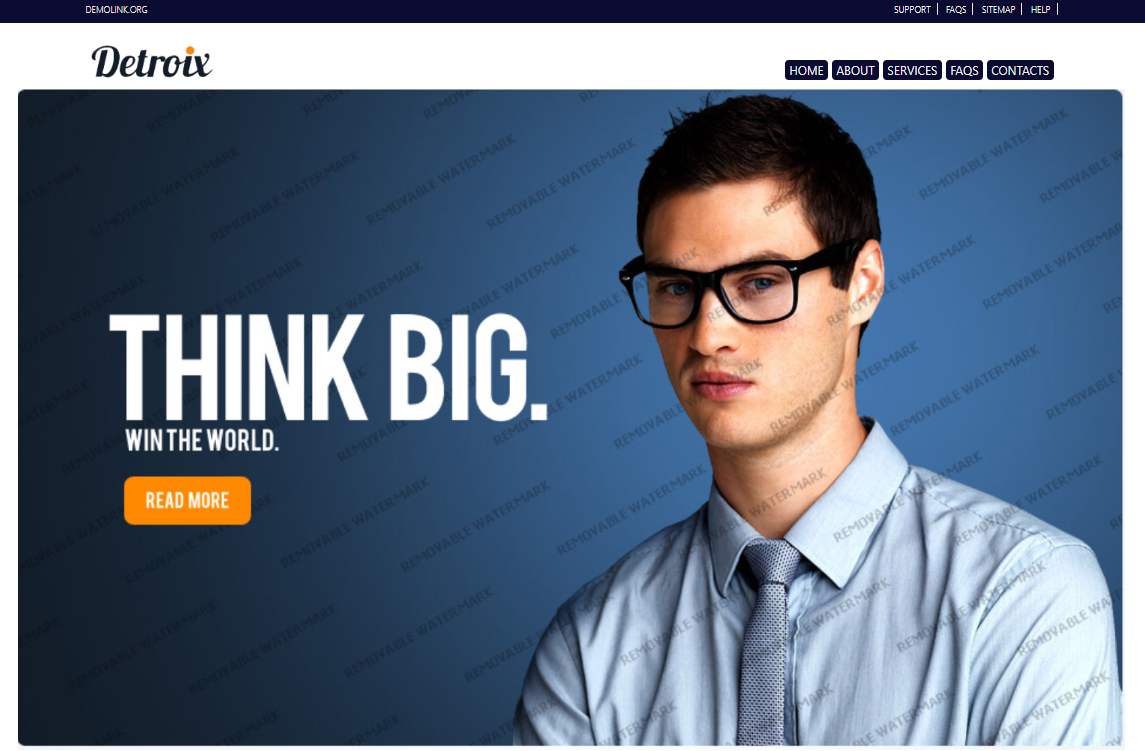 DEMOLINK.ORG
SUPPORT | FAQS | SITEMAP | HELP |
Detroix
HOME ABOUT SERVICES FAQS CONTACTS
THINK BIG.
WIN THE WORLD.
READ MORE
REMOVABLE WATERMARK